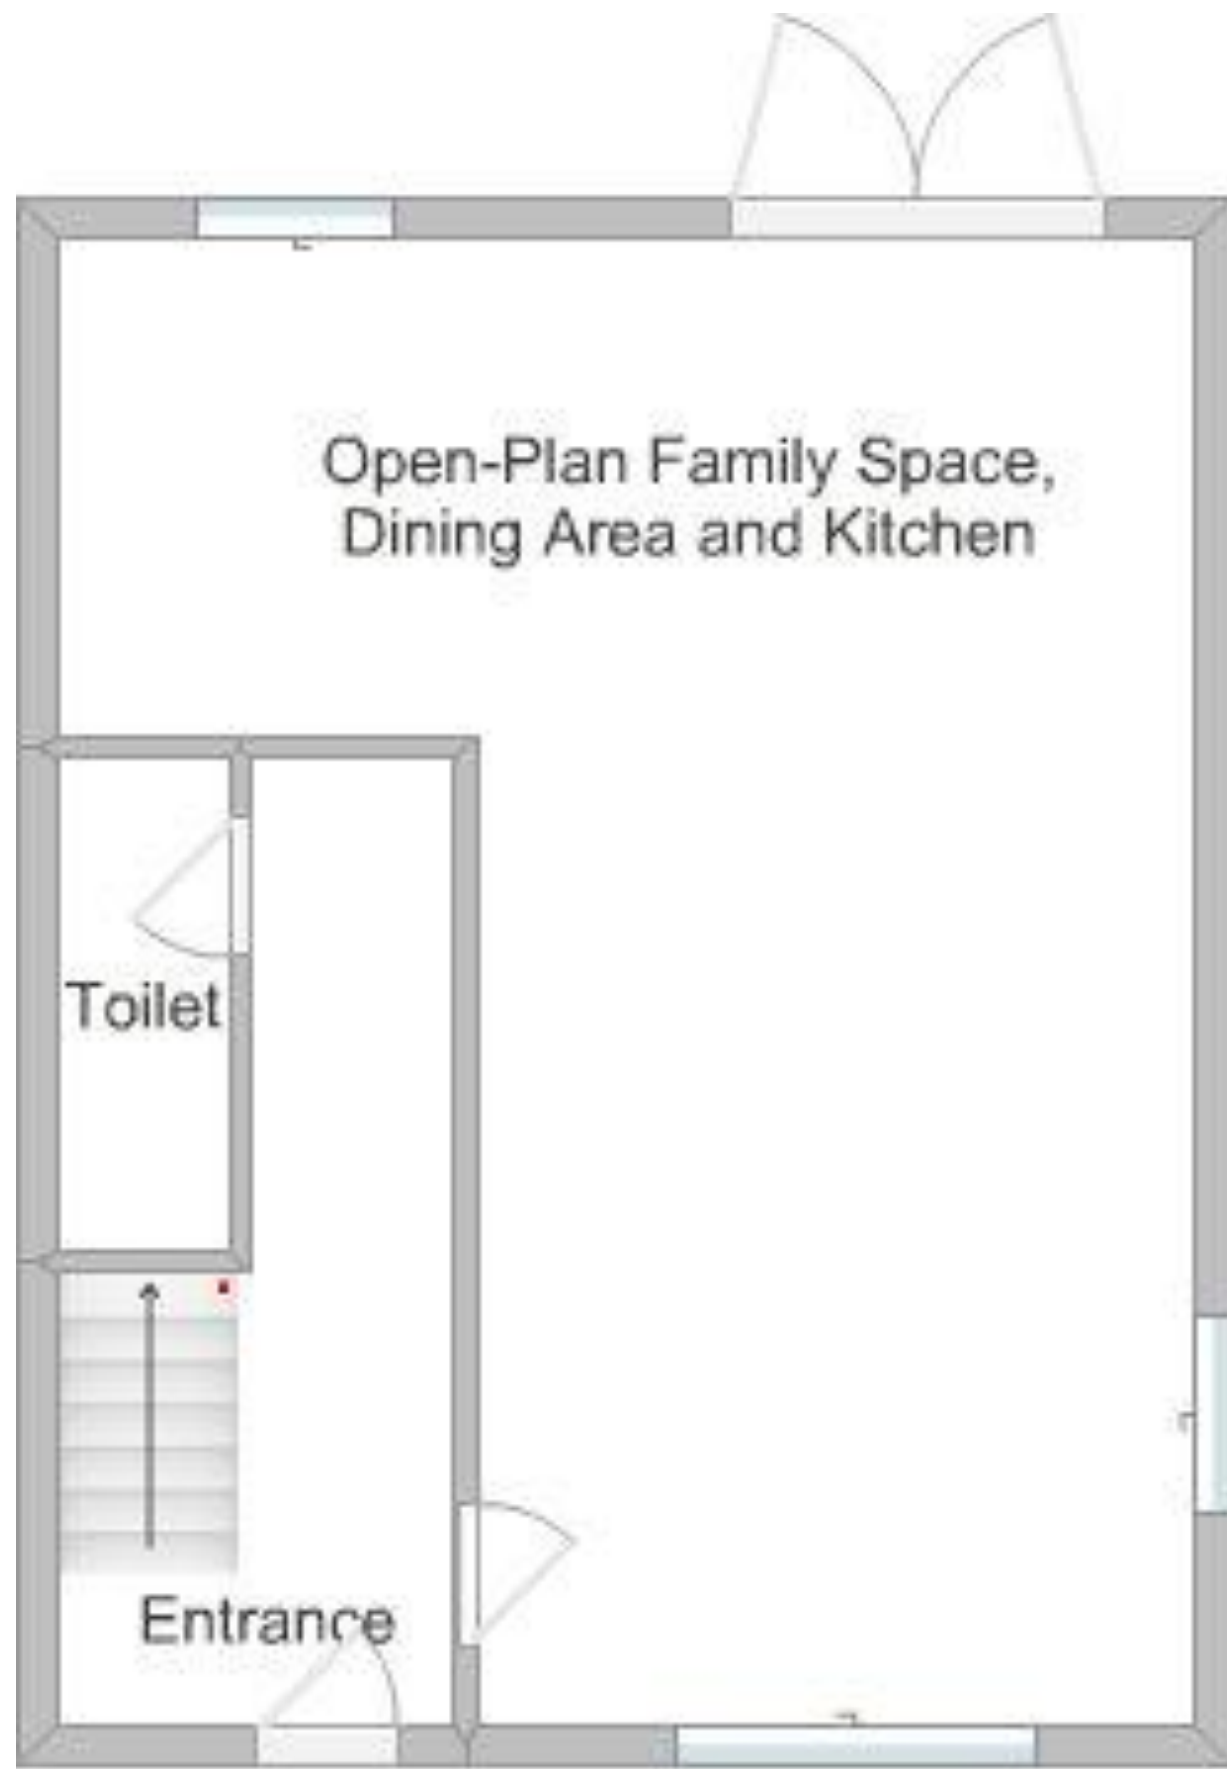 Open-Plan Family Space,
Dining Area and Kitchen
Toilet
Entrance